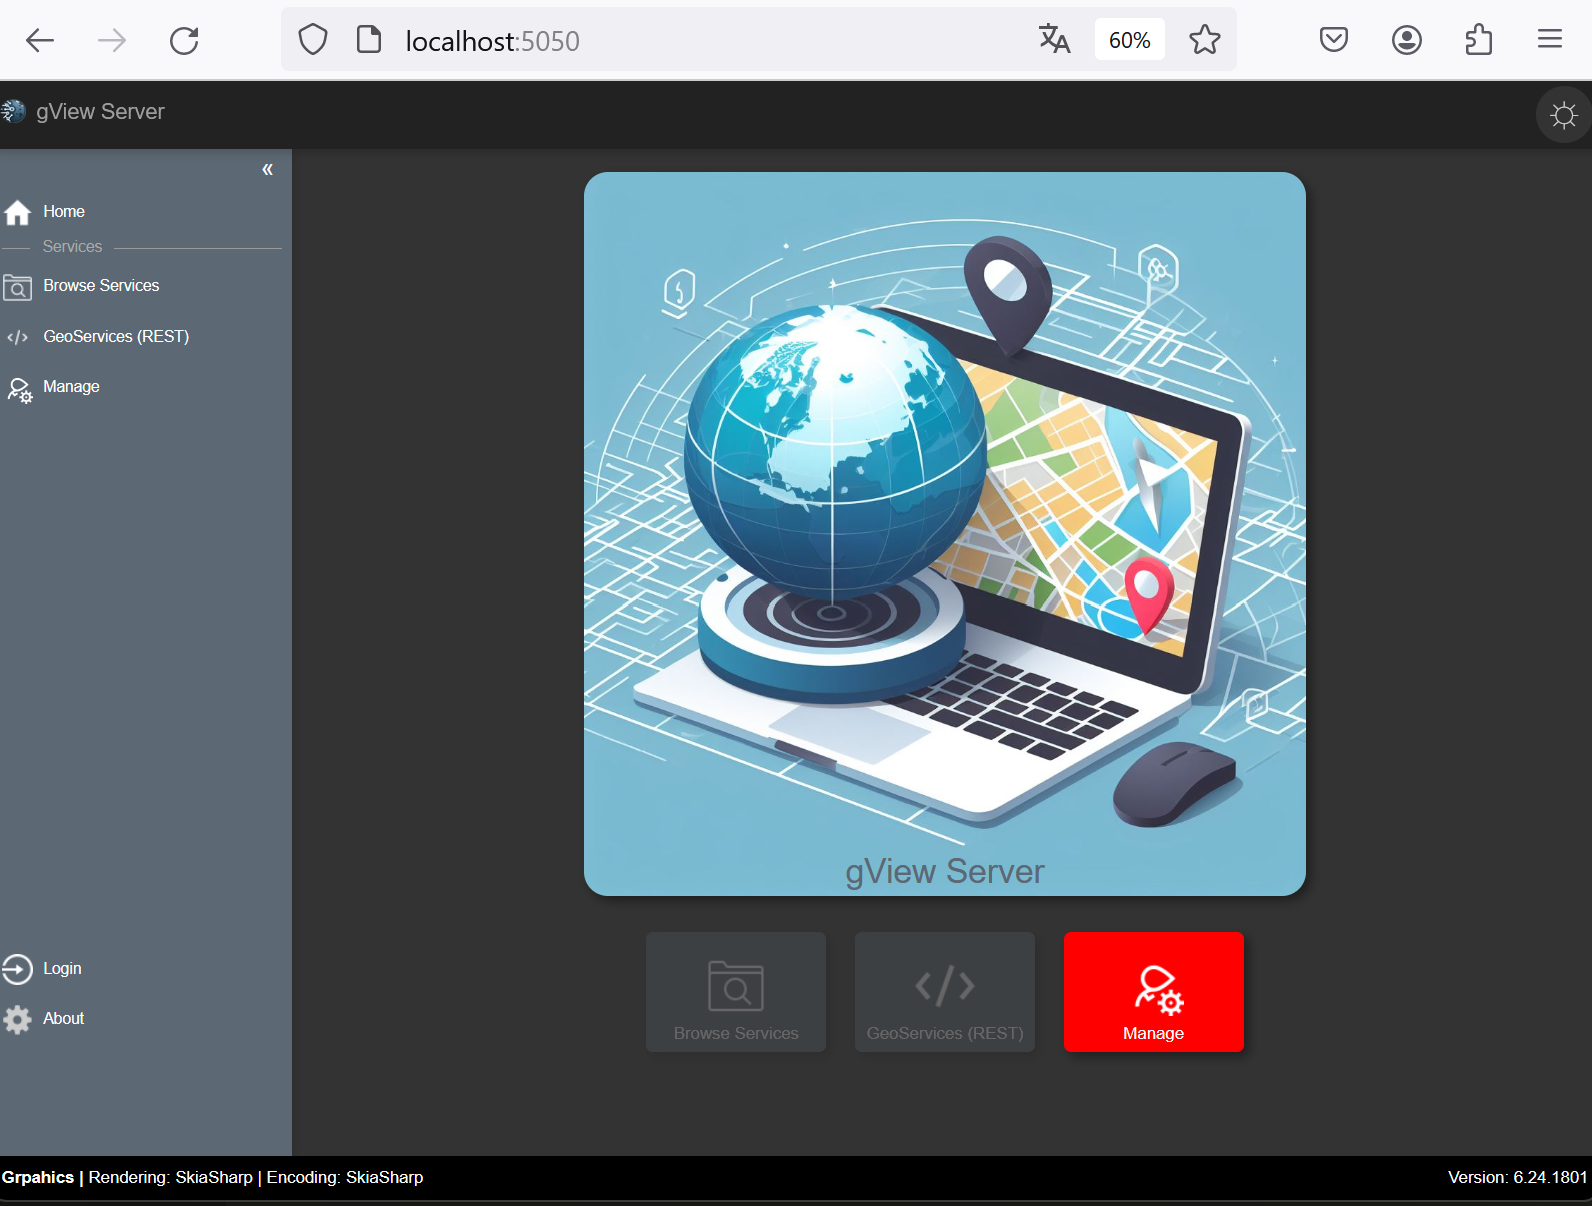 localhost:5050
60%
gView Server
«
Home
Services
Browse Services
</> GeoServices (REST)
Manage
gView Server
Browse Services
</>
GeoServices (REST)
Manage
Login
About
Grpahics | Rendering: SkiaSharp | Encoding: SkiaSharp
Version: 6.24.1801